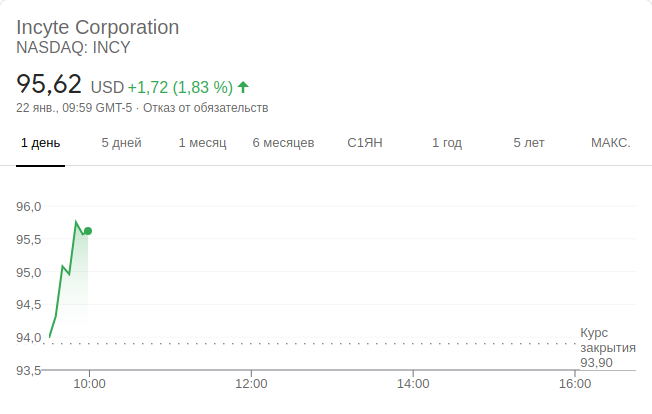 Incyte Corporation
NASDAQ: INCY
95,62 USD +1,72 (1,83 %)
22 янв., 09:59 GMT-5 · Отказ от обязательств
1 день 5 дней 1 месяц 6 месяцев С1ЯН 1 год 5 лет МАКС.
96,0
95,5
95,0
94,5
94,0
93,5
Курс
закрытия
93,90
10:00 12:00 14:00 16:00